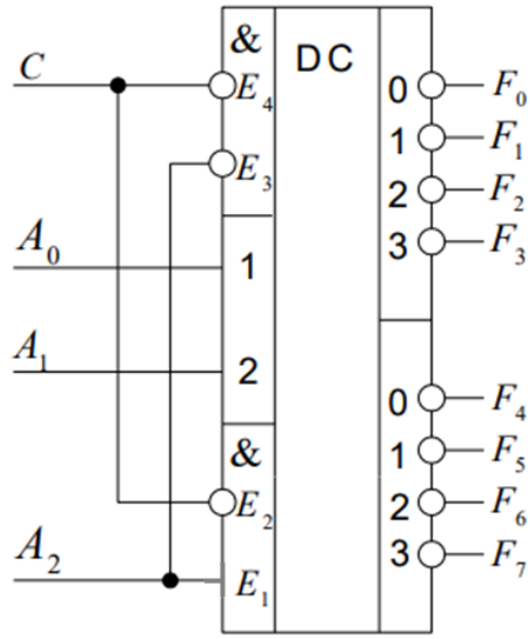 & DC
C E₄ 0 F₀
E₃ 1 F₁
2 F₂
A₀ 1 3 F₃
A₁ 2
0 F₄
& 1 F₅
E₂ 2 F₆
A₂ E₁ 3 F₇